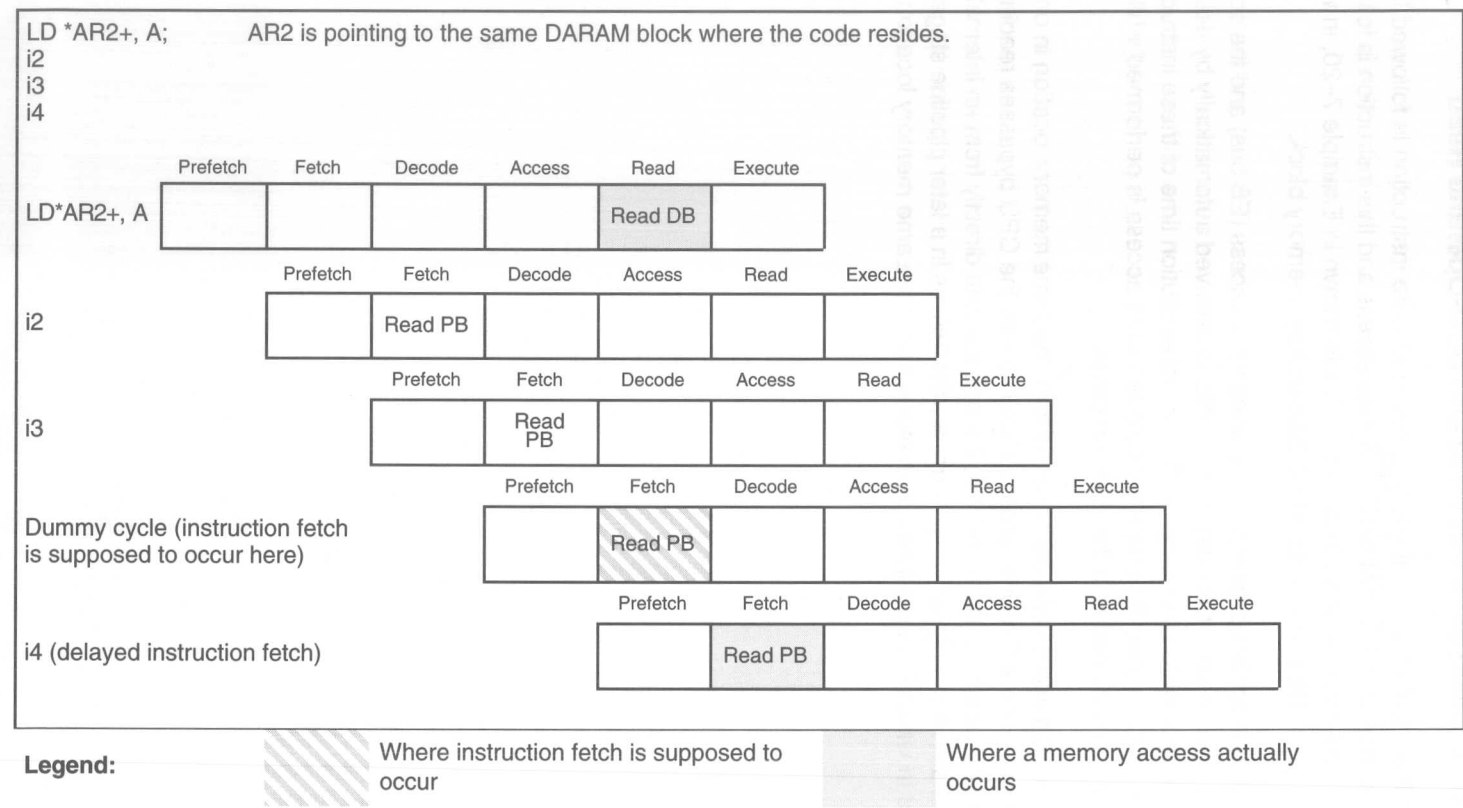 LD *AR2+, A; AR2 is pointing to the same DARAM block where the code resides.
i2
i3
i4
Prefetch Fetch Decode Access Read Execute
LD*AR2+, A Read DB
Prefetch Fetch Decode Access Read Execute
i2 Read PB
Prefetch Fetch Decode Access Read Execute
i3 Read
PB
Prefetch Fetch Decode Access Read Execute
Dummy cycle (instruction fetch
is supposed to occur here) Read PB
Prefetch Fetch Decode Access Read Execute
i4 (delayed instruction fetch) Read PB
Legend: Where instruction fetch is supposed to
occur
Where a memory access actually
occurs